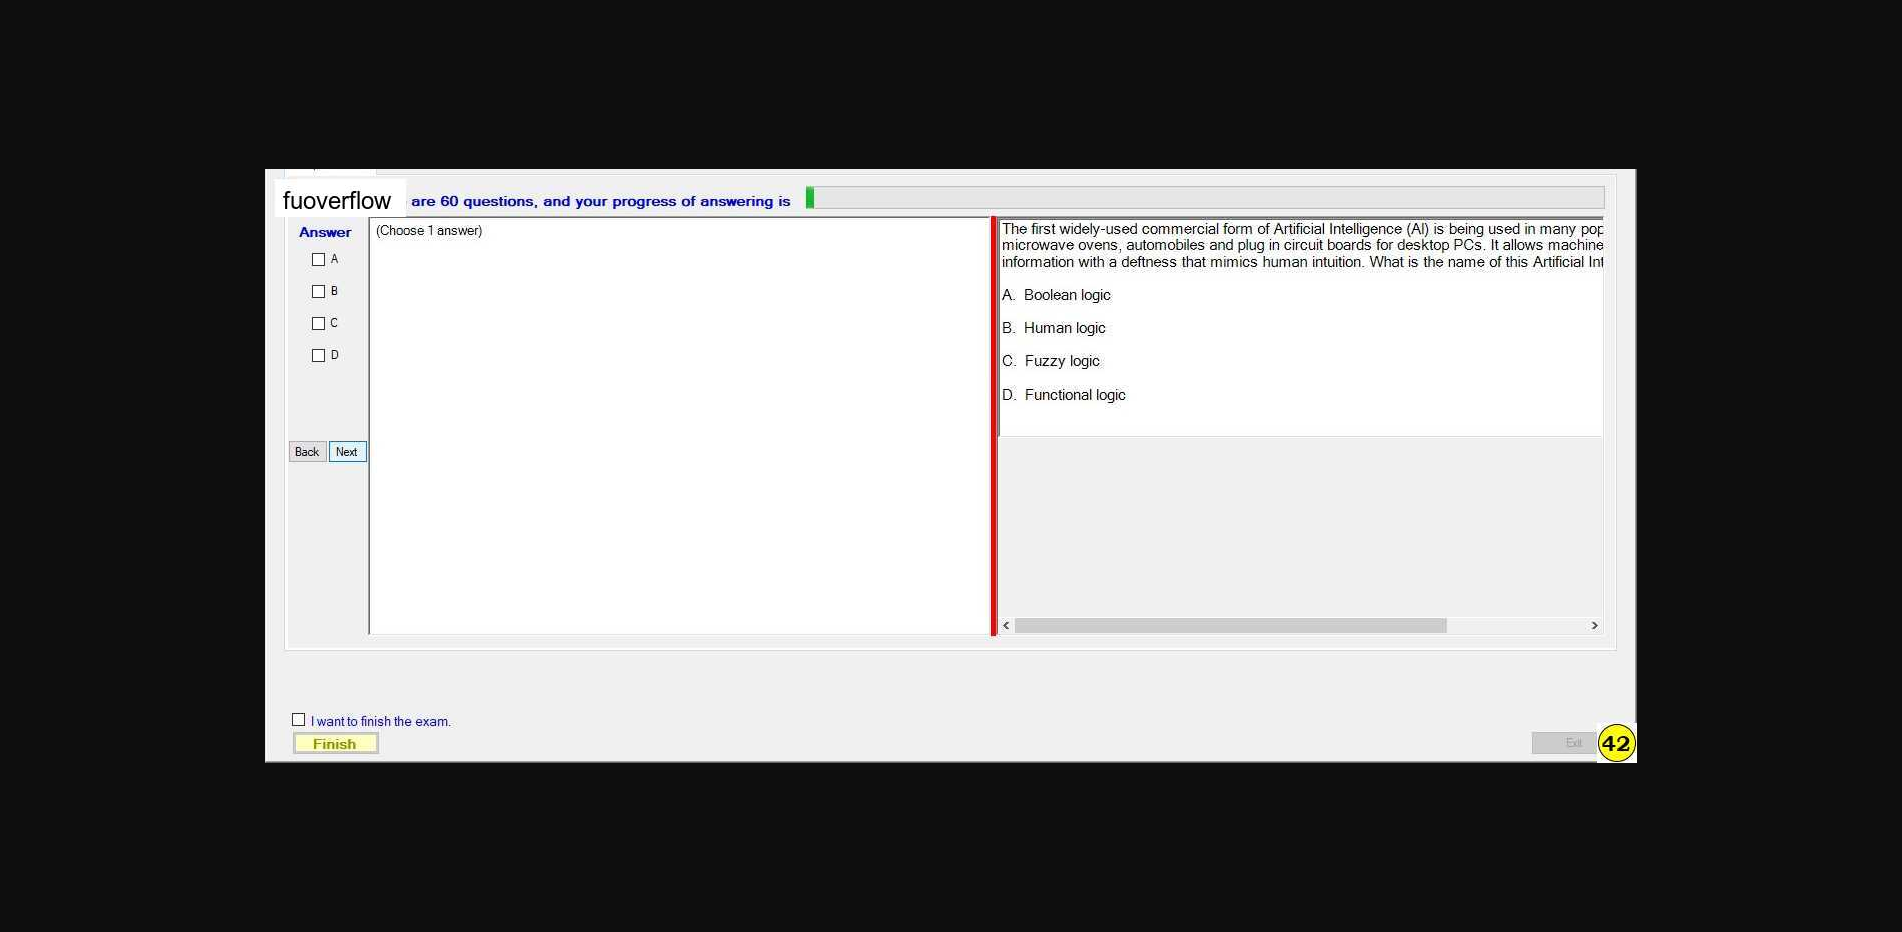 fuoverflow are 60 questions, and your progress of answering is
Answer
A
B
C
D
Back Next
(Choose 1 answer)
The first widely-used commercial form of Artificial Intelligence (AI) is being used in many pop
microwave ovens, automobiles and plug in circuit boards for desktop PCs. It allows machine
information with a deftness that mimics human intuition. What is the name of this Artificial Int
A. Boolean logic
B. Human logic
C. Fuzzy logic
D. Functional logic
I want to finish the exam.
Finish
Exit
42